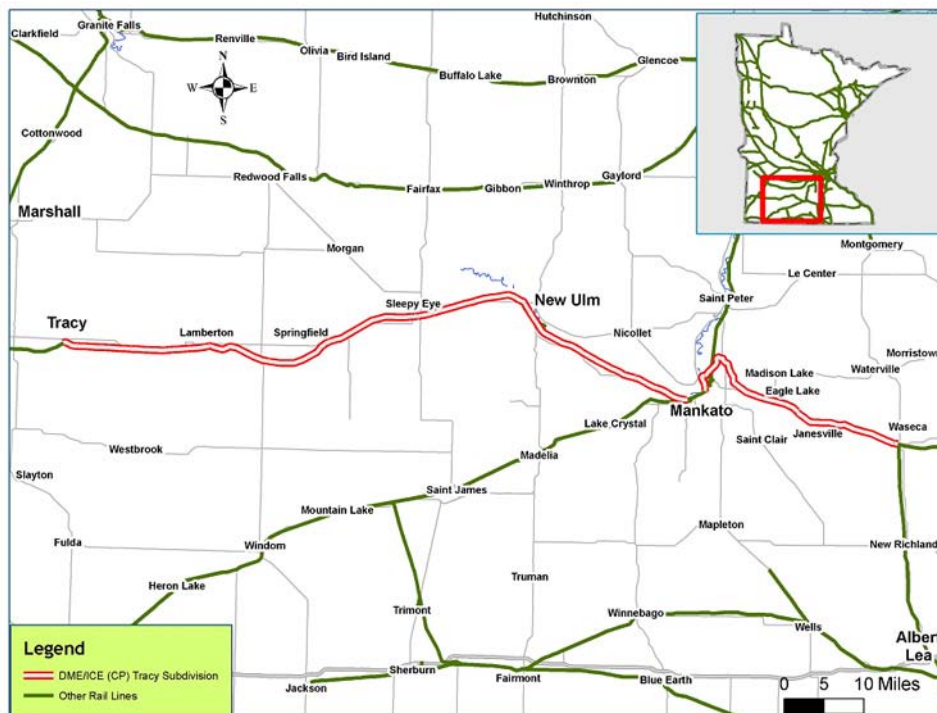 Hutchinson
Granite Falls
Clarkfield
Renville
Olivia
Bird Island
Glencoe
Buffalo Lake
Brownton
N
W E
S
Cottonwood
Redwood Falls
Gaylord
Fairfax
Gibbon
Winthrop
Marshall
Morgan
Montgomery
Le Center
Sleepy Eye
New Ulm
Saint Peter
Tracy
Lamberton
Springfield
Nicollet
Morristown
Madison Lake
Waterville
Eagle Lake
Mankato
Lake Crystal
Waseca
Saint Clair
Janesville
Westbrook
Madelia
Slayton
Saint James
Mountain Lake
Mapleton
Fulda
Windom
New Richland
Heron Lake
Truman
Trimont
Winnebago
Wells
Albert
Lea
Sherburn
Fairmont
Blue Earth
Jackson
Legend
DME/ICE (CP) Tracy Subdivision
Other Rail Lines
0 5 10 Miles